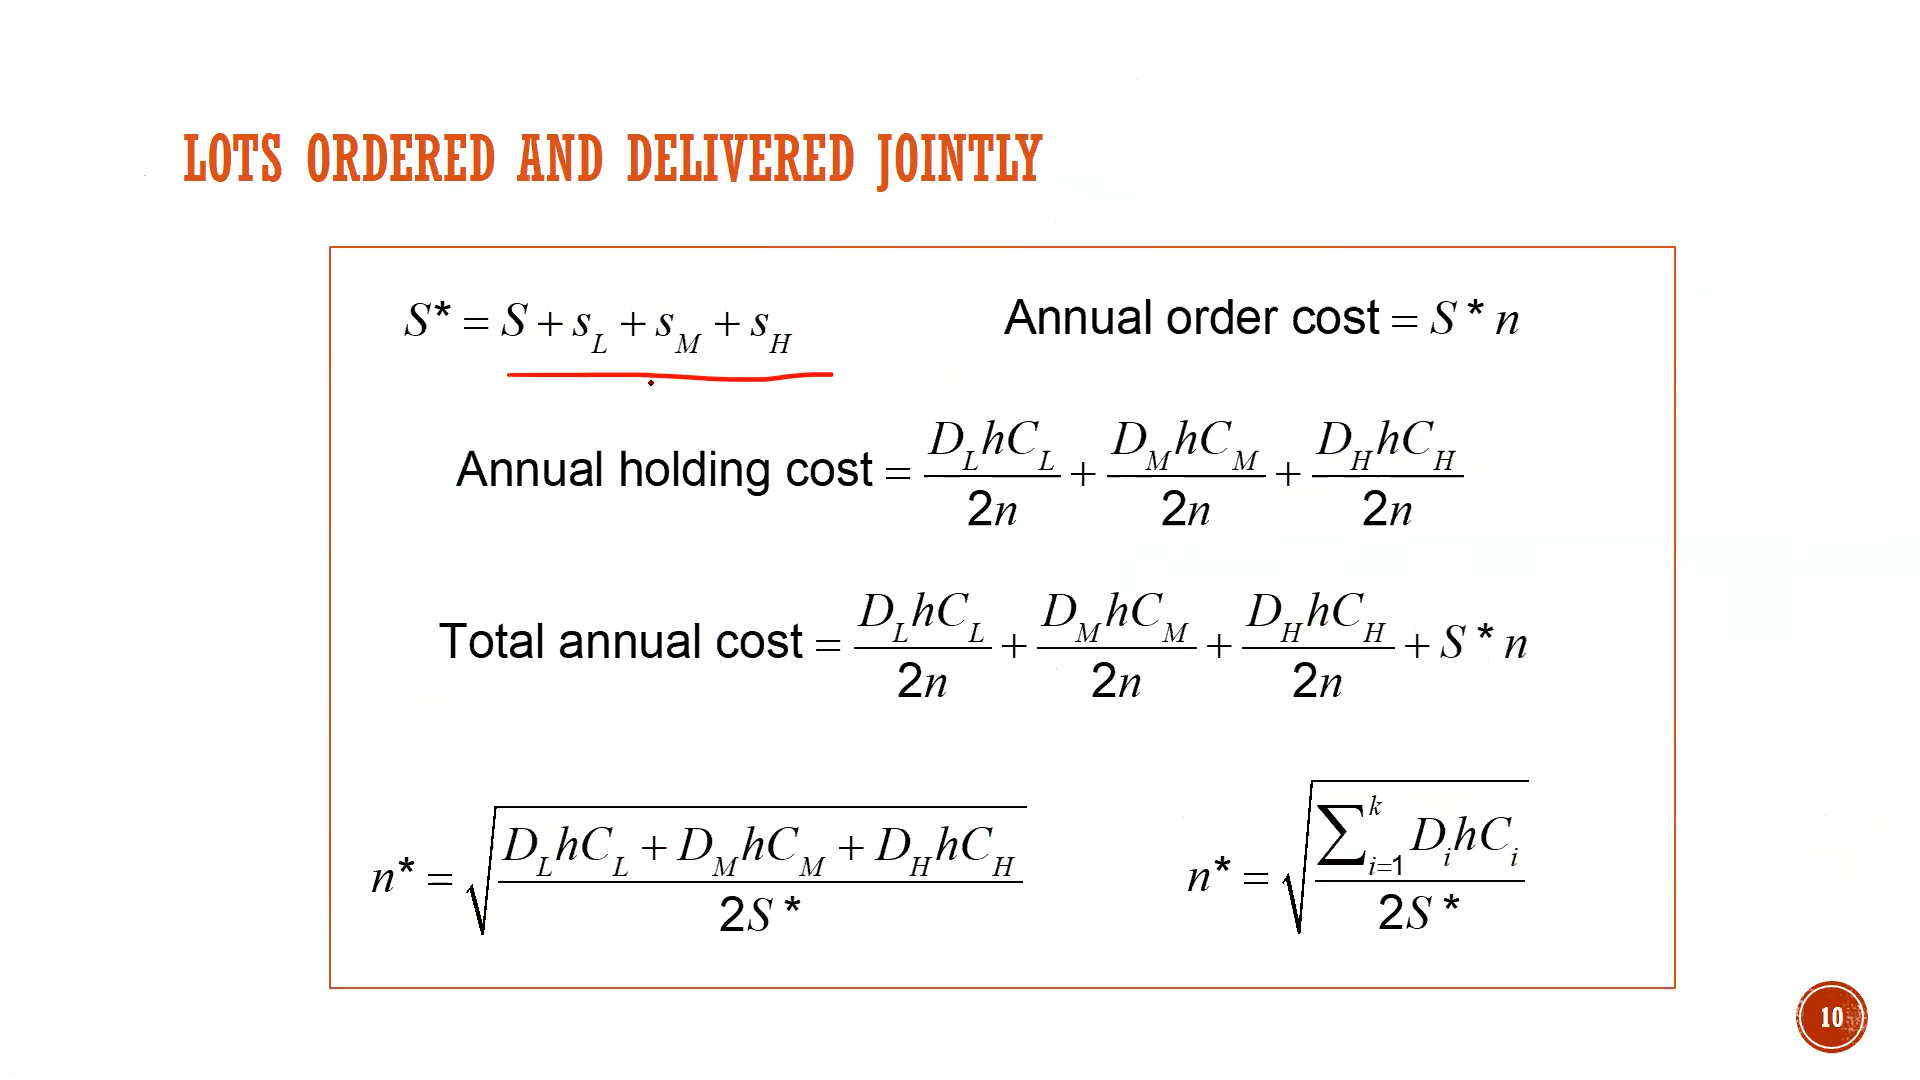 LOTS ORDERED AND DELIVERED JOINTLY
S* = S + s_L + s_M + s_H
Annual order cost = S * n
Annual holding cost = D_L hC_L / 2n + D_M hC_M / 2n + D_H hC_H / 2n
Total annual cost = D_L hC_L / 2n + D_M hC_M / 2n + D_H hC_H / 2n + S * n
n* = √((D_L hC_L + D_M hC_M + D_H hC_H) / 2S *)
n* = √(∑_{i=1}^{k} D_i hC_i / 2S *)
10